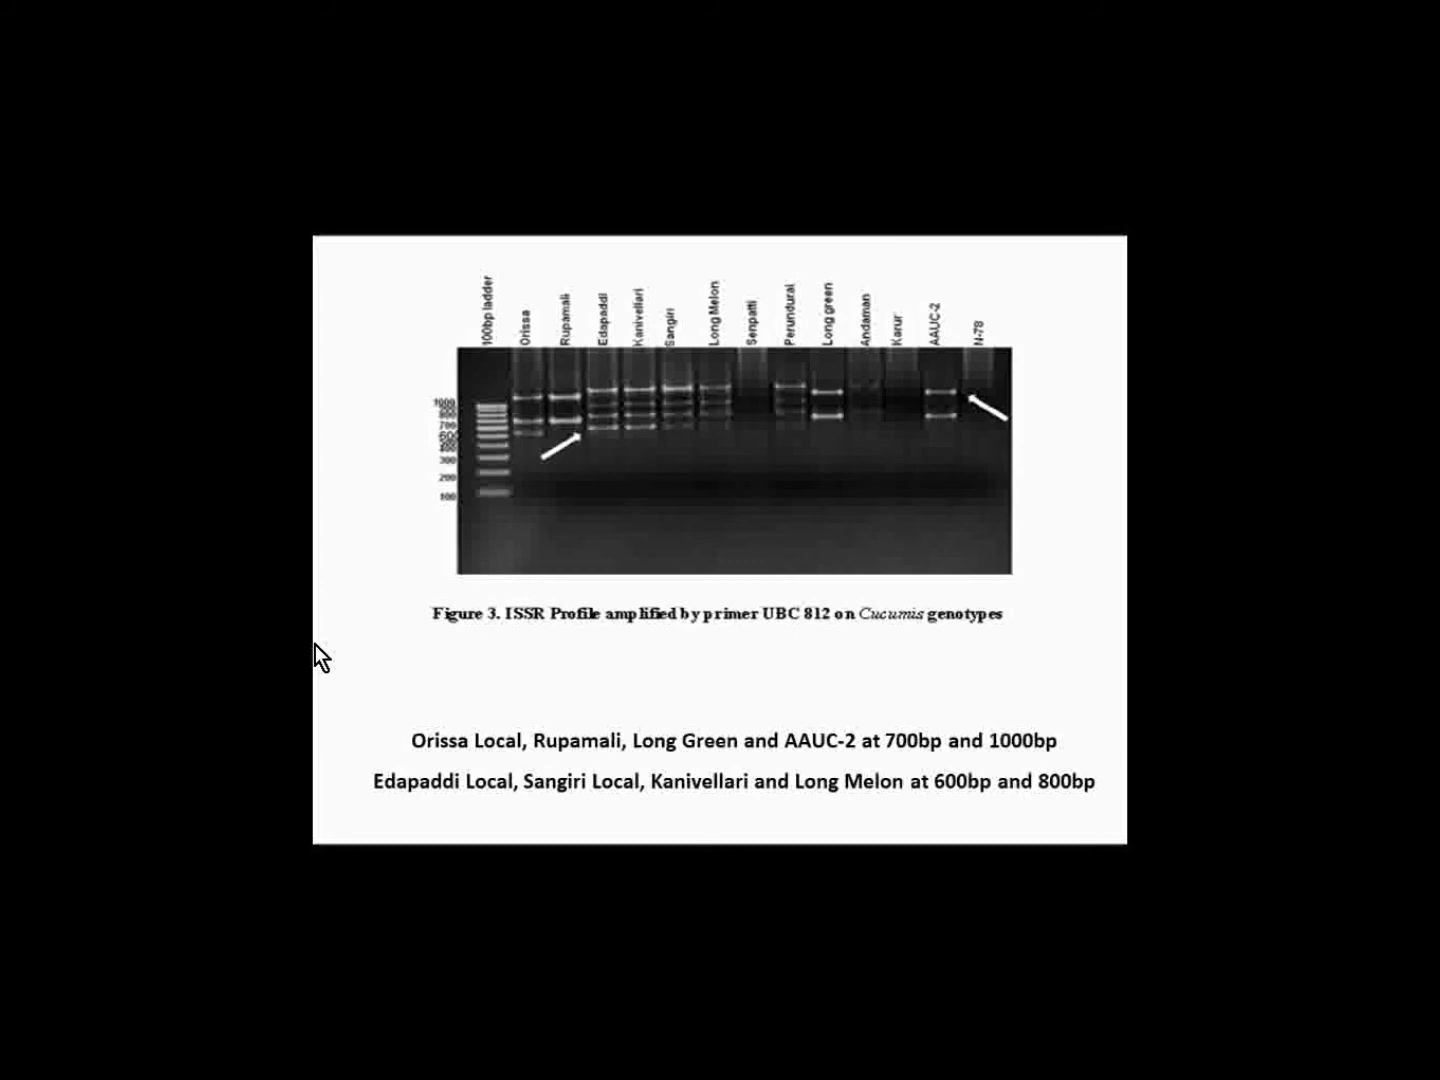 100bp ladder
Orissa
Rupamali
Edapaddi
Kanivellari
Sangiri
Long Melon
Senpatti
Perundurai
Long green
Andaman
Karur
AAUC-2
N-78
1000
800
700
600
300
200
100
Figure 3. ISSR Profile amplified by primer UBC 812 on Cucumis genotypes
Orissa Local, Rupamali, Long Green and AAUC-2 at 700bp and 1000bp
Edapaddi Local, Sangiri Local, Kanivellari and Long Melon at 600bp and 800bp